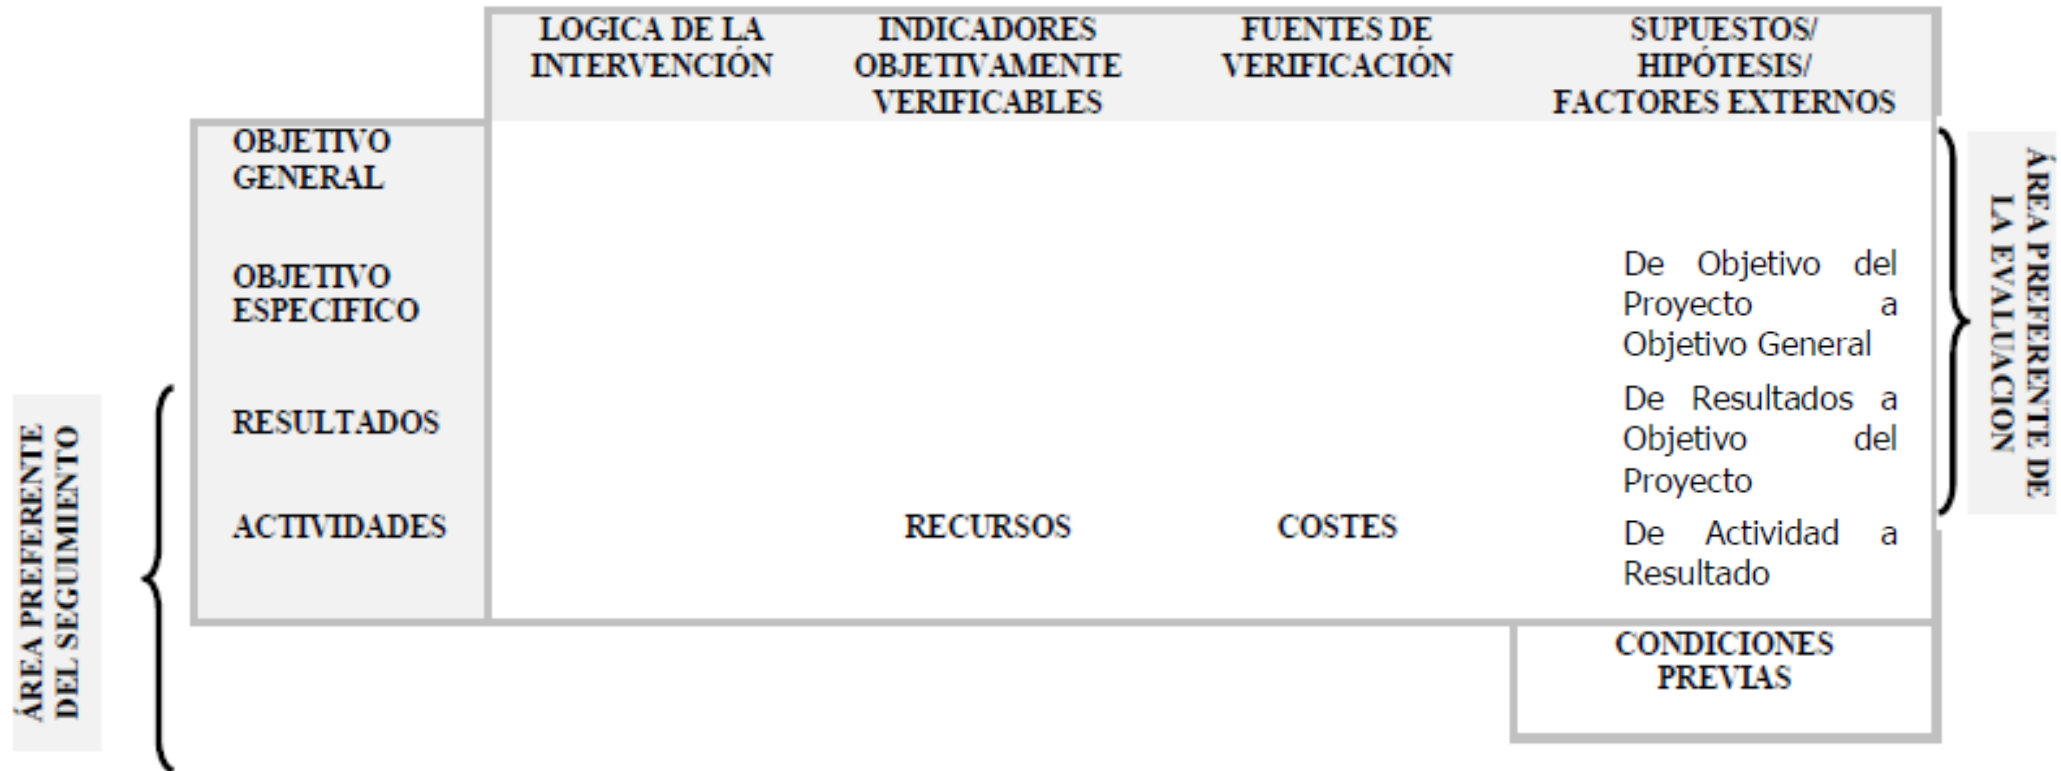 LOGICA DE LA
INTERVENCIÓN
INDICADORES
OBJETIVAMENTE
VERIFICABLES
FUENTES DE
VERIFICACIÓN
SUPUESTOS/
HIPÓTESIS/
FACTORES EXTERNOS
OBJETIVO
GENERAL
OBJETIVO
ESPECIFICO
De Objetivo del
Proyecto a
Objetivo General
RESULTADOS
De Resultados a
Objetivo del
Proyecto
ACTIVIDADES
RECURSOS
COSTES
De Actividad a
Resultado
CONDICIONES
PREVIAS
ÁREA PREFERENTE
DEL SEGUIMIENTO
ÁREA PREFERENTE DE
LA EVALUACION